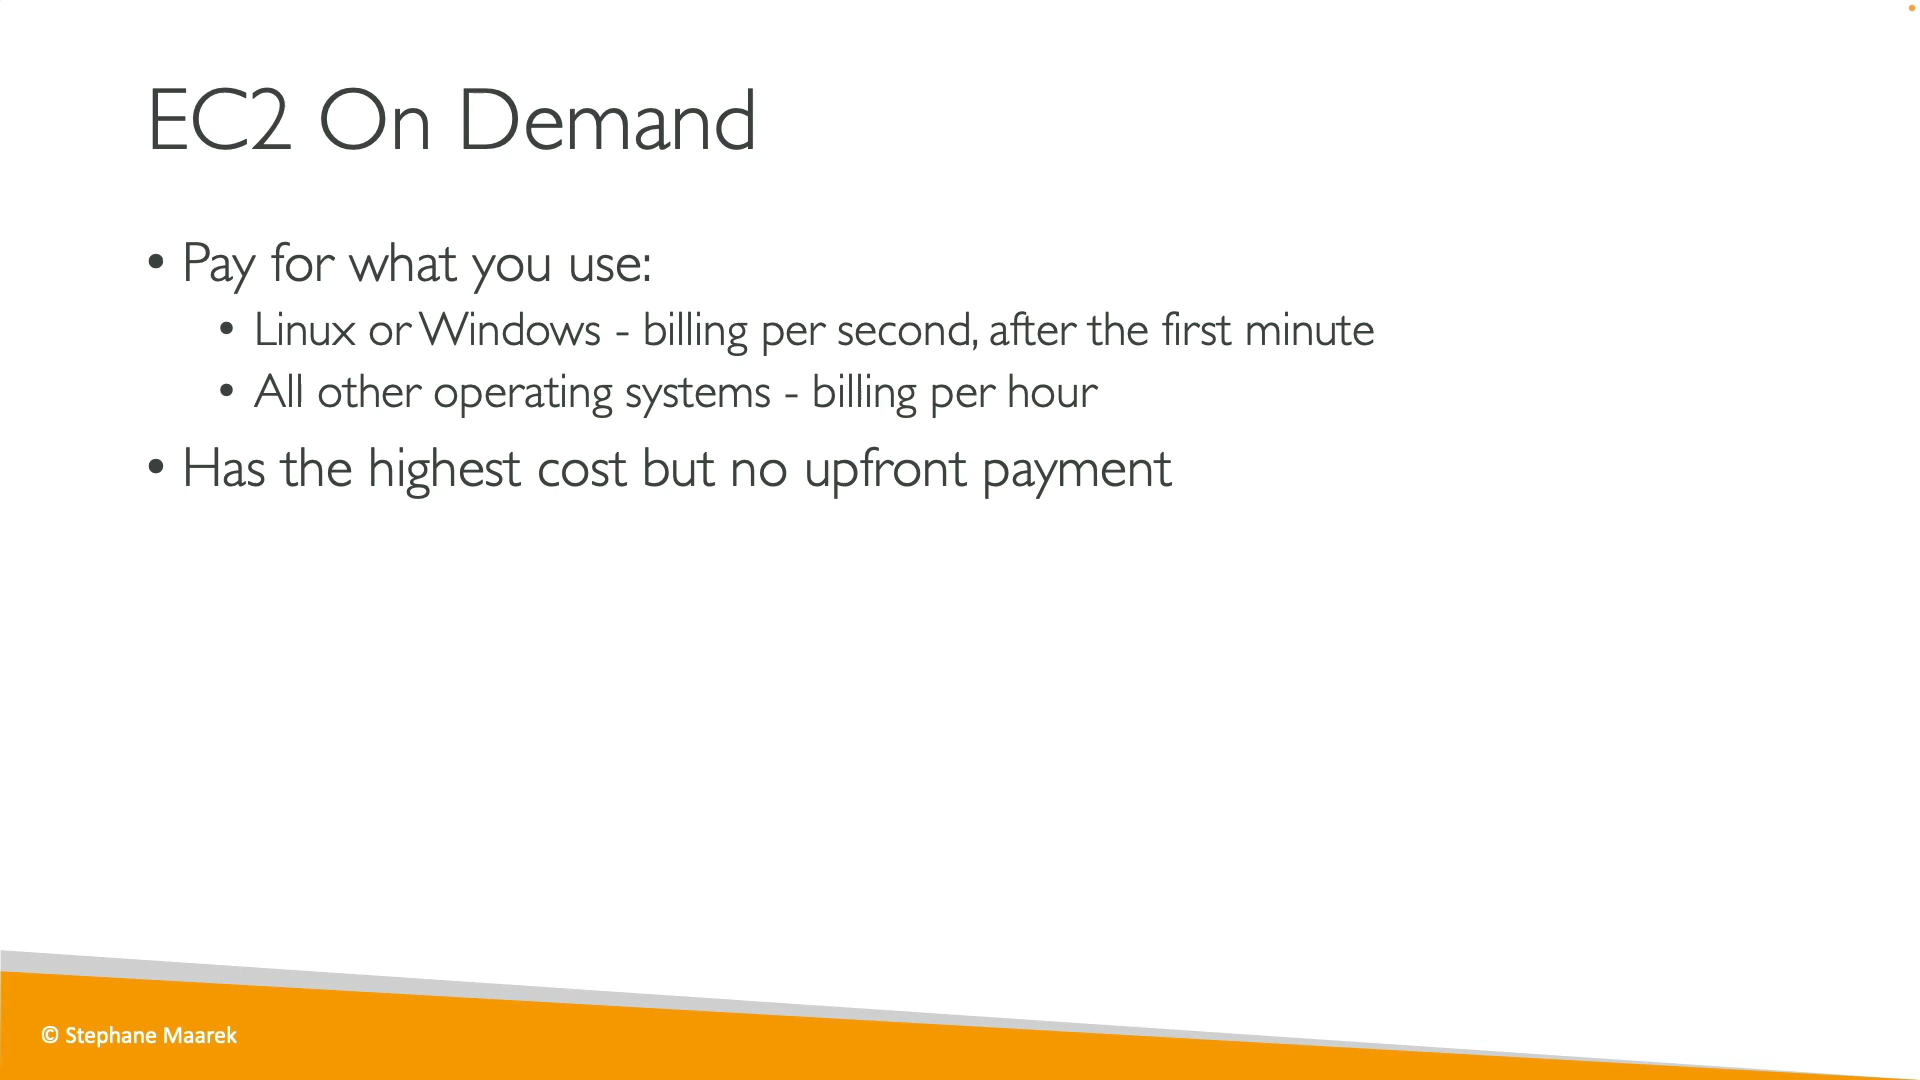 EC2 On Demand
• Pay for what you use:
• Linux or Windows - billing per second, after the first minute
• All other operating systems - billing per hour
• Has the highest cost but no upfront payment
© Stephane Maarek